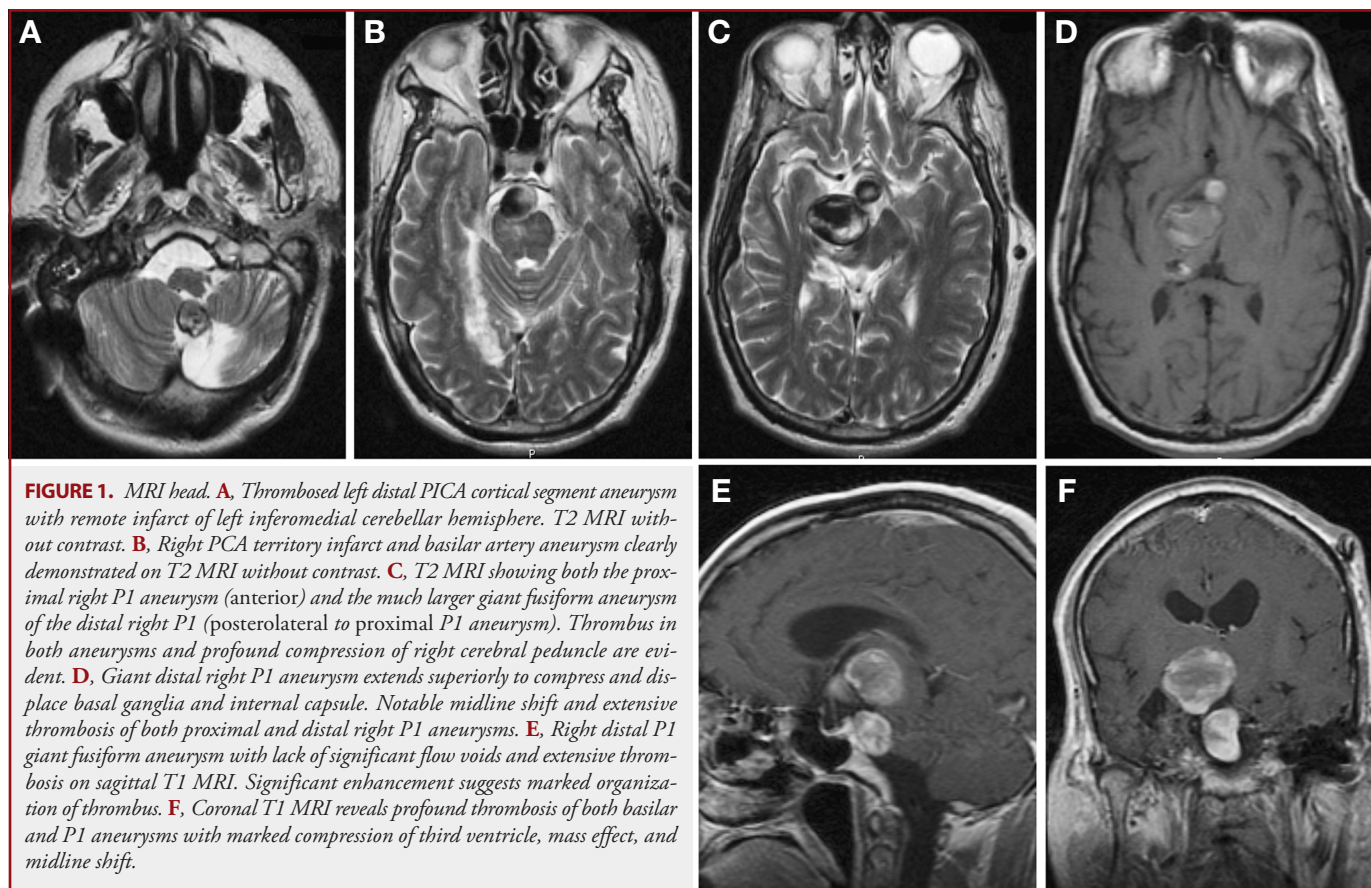 A
B
C
D
P
FIGURE 1. MRI head. A, Thrombosed left distal PICA cortical segment aneurysm
with remote infarct of left inferomedial cerebellar hemisphere. T2 MRI with-
out contrast. B, Right PCA territory infarct and basilar artery aneurysm clearly
demonstrated on T2 MRI without contrast. C, T2 MRI showing both the prox-
imal right P1 aneurysm (anterior) and the much larger giant fusiform aneurysm
of the distal right P1 (posterolateral to proximal P1 aneurysm). Thrombus in
both aneurysms and profound compression of right cerebral peduncle are evi-
dent. D, Giant distal right P1 aneurysm extends superiorly to compress and dis-
place basal ganglia and internal capsule. Notable midline shift and extensive
thrombosis of both proximal and distal right P1 aneurysms. E, Right distal P1
giant fusiform aneurysm with lack of significant flow voids and extensive throm-
bosis on sagittal T1 MRI. Significant enhancement suggests marked organiza-
tion of thrombus. F, Coronal T1 MRI reveals profound thrombosis of both basilar
and P1 aneurysms with marked compression of third ventricle, mass effect, and
midline shift.
E
F